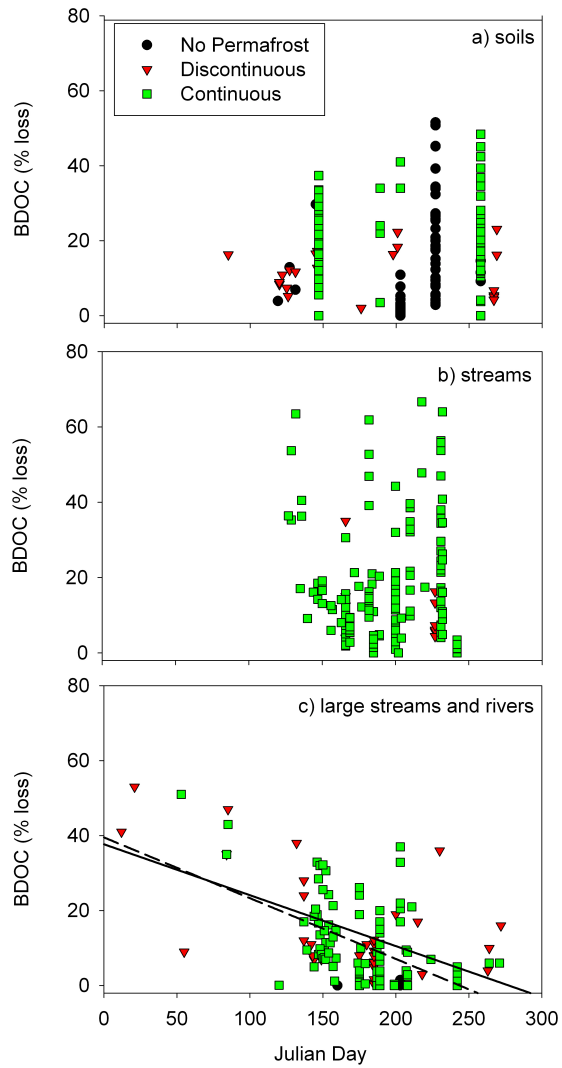 80
a) soils
No Permafrost
Discontinuous
Continuous
60
BDOC (% loss)
40
20
0
80
b) streams
60
BDOC (% loss)
40
20
0
80
c) large streams and rivers
60
BDOC (% loss)
40
20
0
0 50 100 150 200 250 300
Julian Day